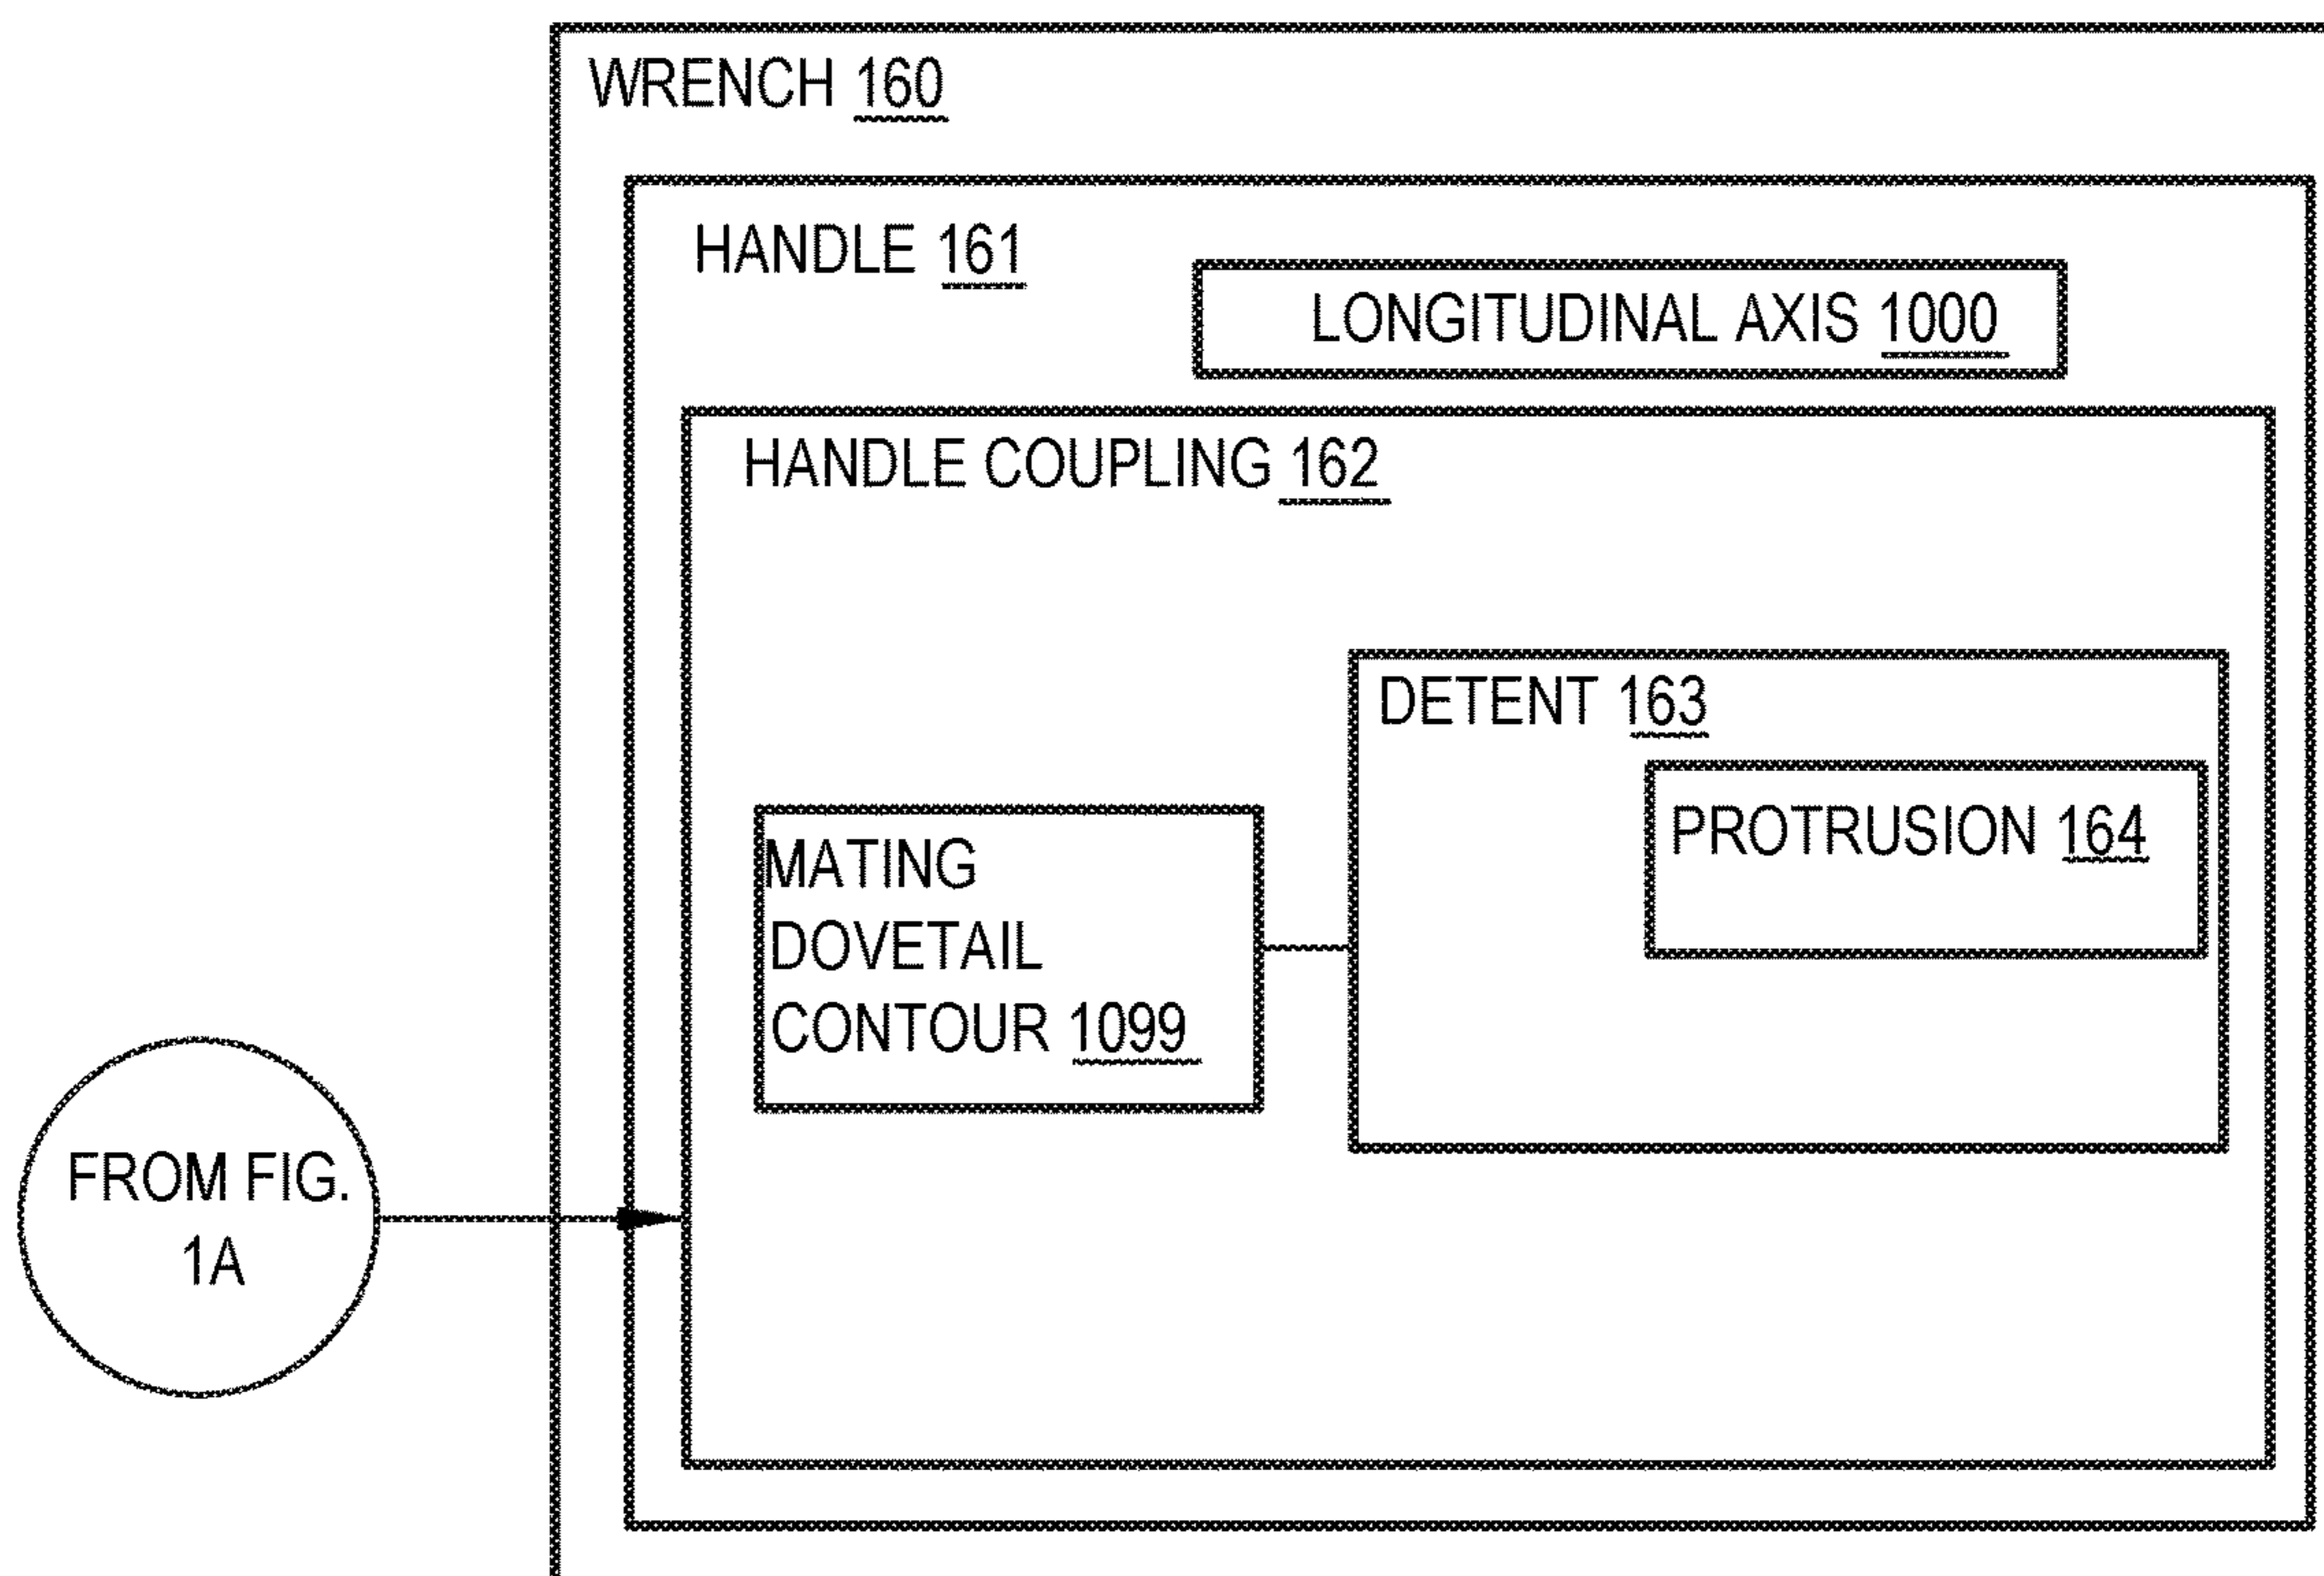 WRENCH 160
HANDLE 161
LONGITUDINAL AXIS 1000
HANDLE COUPLING 162
DETENT 163
PROTRUSION 164
MATING
DOVETAIL
CONTOUR 1099
FROM FIG.
1A